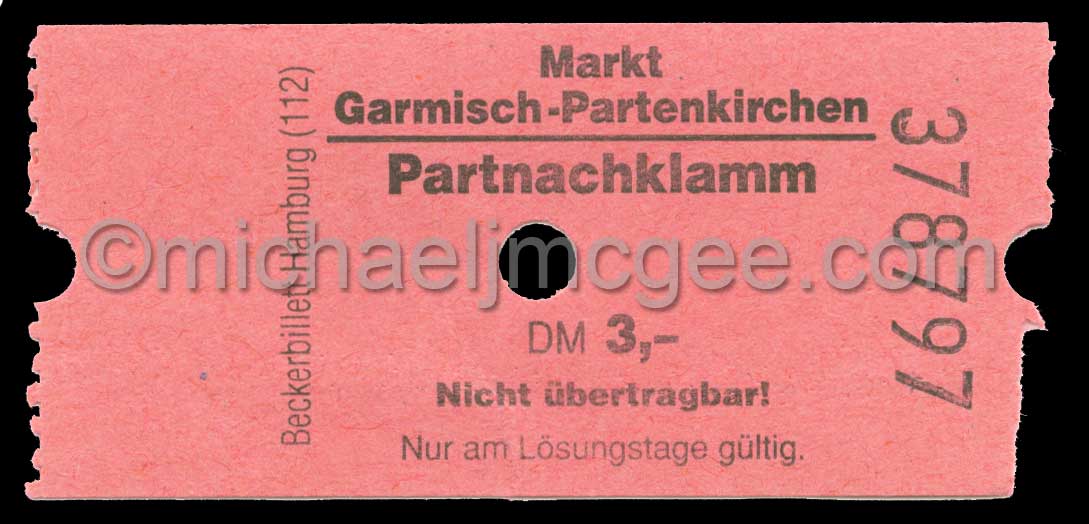 Markt
Garmisch-Partenkirchen
Partnachklamm
©michaeljmcgee.com
DM 3,–
Nicht übertragbar!
Nur am Lösungstage gültig.
Beckerbillett Hamburg (112)
378797